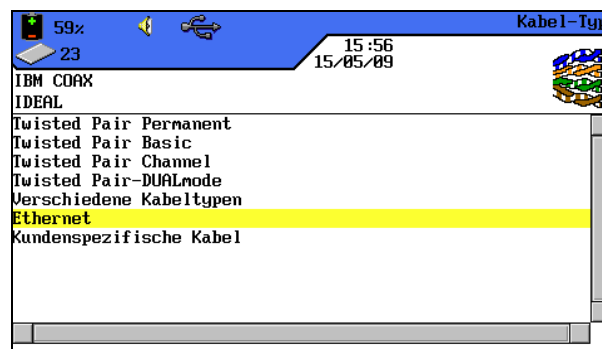 59%
Kabel-Typ
23
15:56
15/05/09
IBM COAX
IDEAL
Twisted Pair Permanent
Twisted Pair Basic
Twisted Pair Channel
Twisted Pair-DUALmode
Verschiedene Kabeltypen
Ethernet
Kundenspezifische Kabel